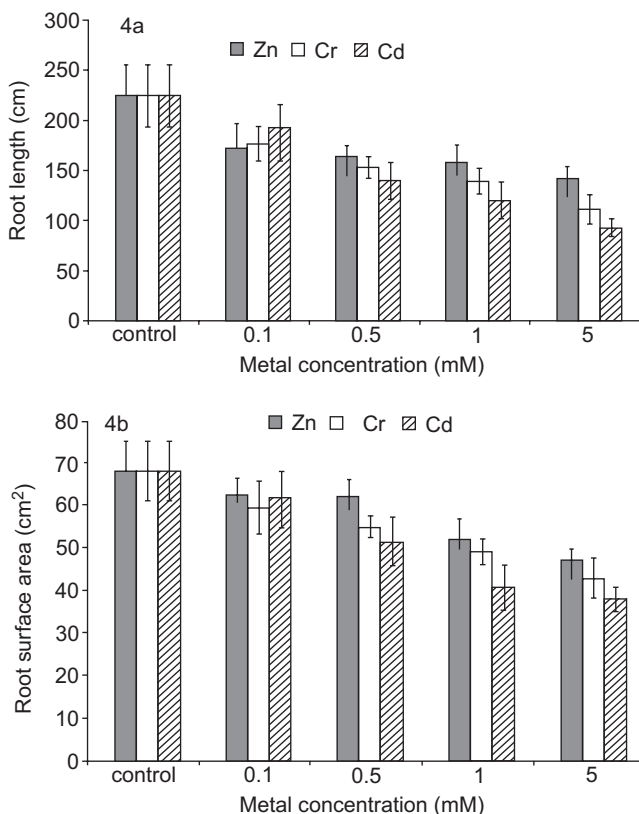 4a
Zn Cr Cd
Root length (cm)
300
250
200
150
100
50
0
control 0.1 0.5 1 5
Metal concentration (mM)
4b
Zn Cr Cd
Root surface area (cm²)
80
70
60
50
40
30
20
10
0
control 0.1 0.5 1 5
Metal concentration (mM)